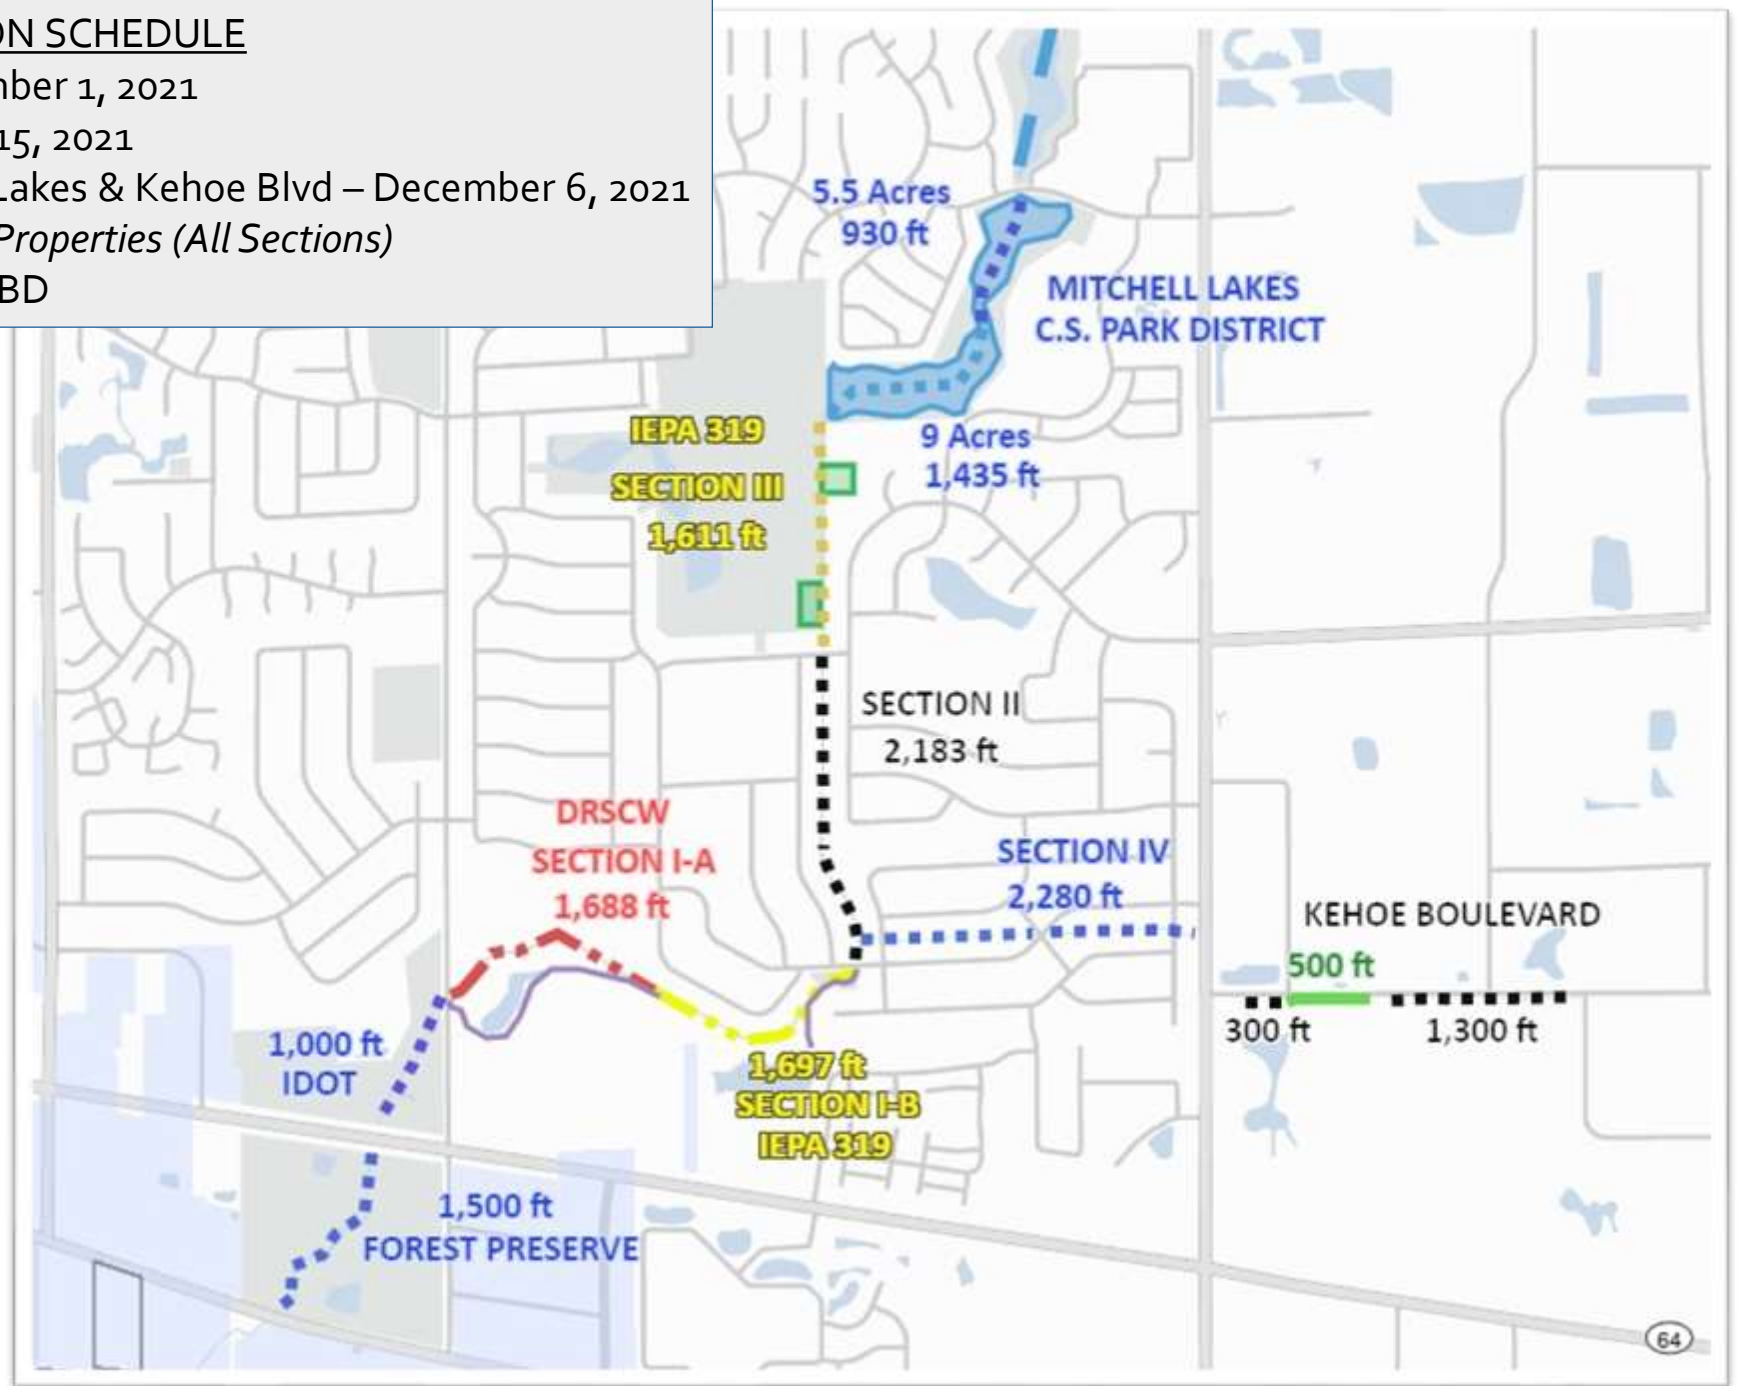 ON SCHEDULE
ber 1, 2021
15, 2021
Lakes & Kehoe Blvd – December 6, 2021
Properties (All Sections)
BD
5.5 Acres
930 ft
MITCHELL LAKES
C.S. PARK DISTRICT
IEPA 319
SECTION III
1,611 ft
9 Acres
1,435 ft
SECTION II
2,183 ft
DRSCW
SECTION I-A
1,688 ft
SECTION IV
2,280 ft
KEHOE BOULEVARD
500 ft
300 ft
1,300 ft
1,000 ft
IDOT
1,697 ft
SECTION I-B
IEPA 319
1,500 ft
FOREST PRESERVE
64